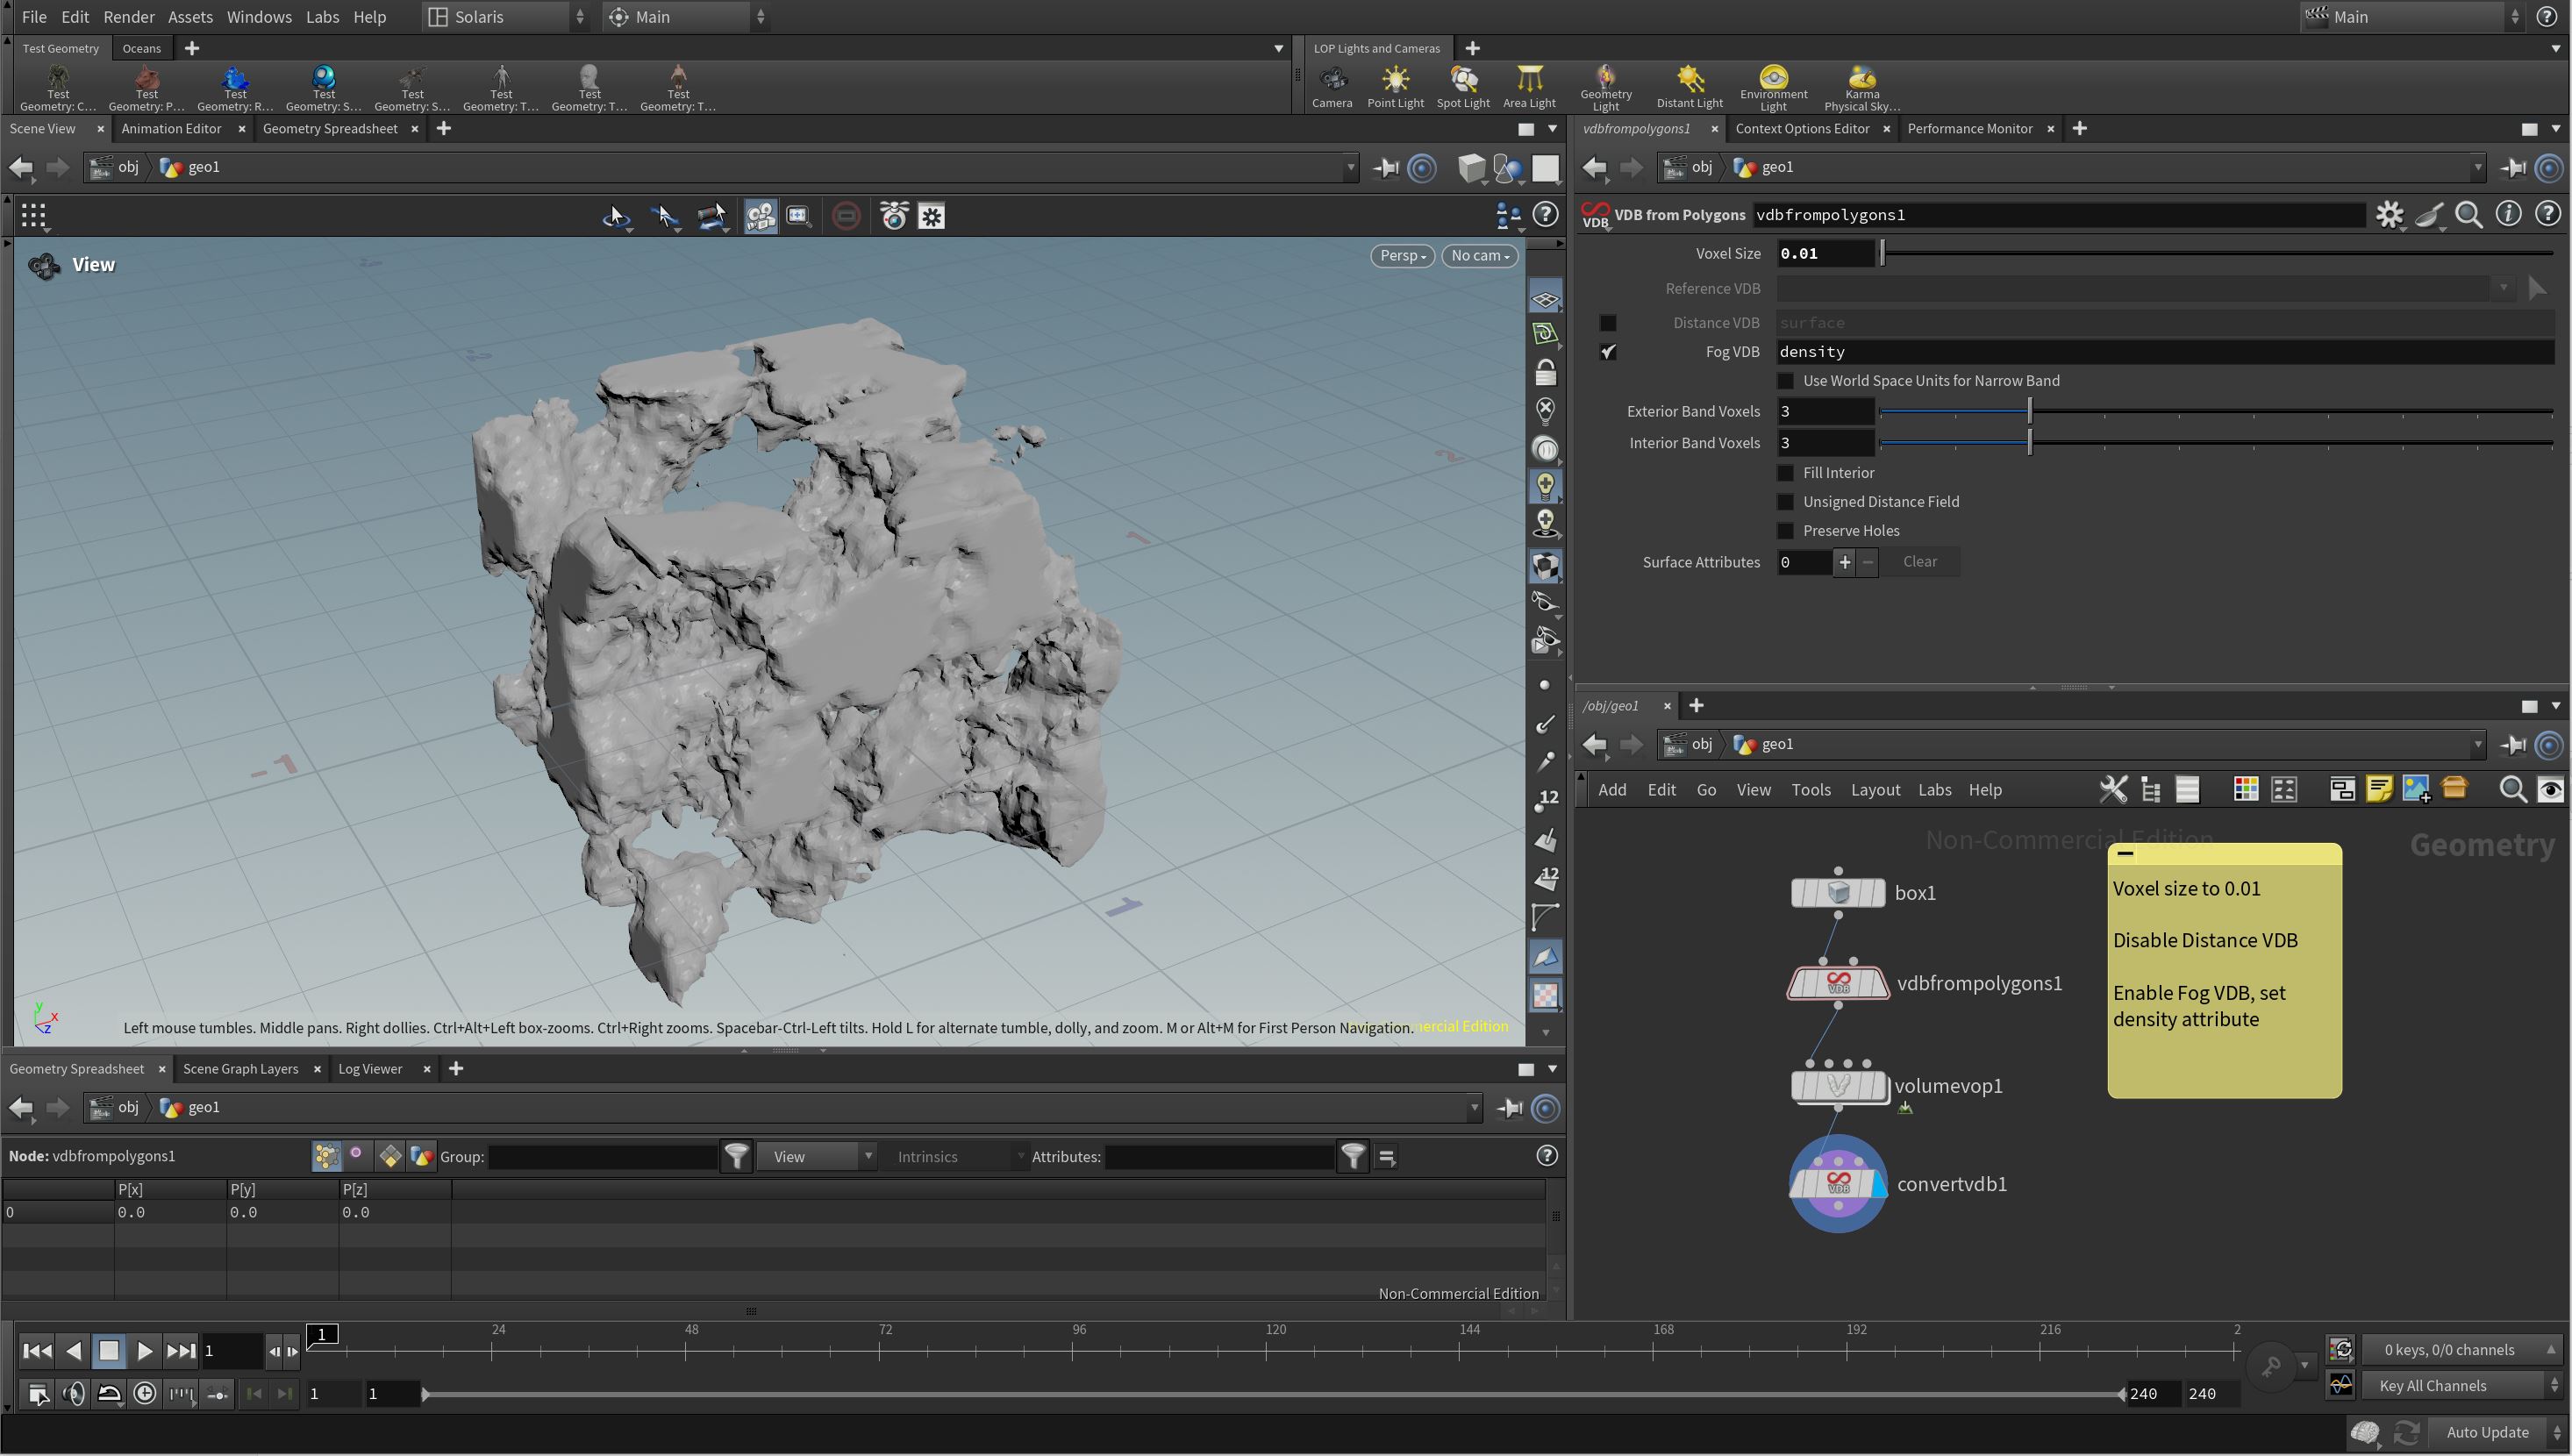 File Edit Render Assets Windows Labs Help Solaris Main Main
Test Geometry Oceans
LOP Lights and Cameras
Test Geometry: C...
Test Geometry: P...
Test Geometry: R...
Test Geometry: S...
Test Geometry: S...
Test Geometry: T...
Test Geometry: T...
Test Geometry: T...
Camera Point Light Spot Light Area Light Geometry Light Distant Light Environment Light Karma Physical Sky...
Scene View Animation Editor Geometry Spreadsheet
obj geo1
View
Persp No cam
-1
1
1
2
y
x
z
Left mouse tumbles. Middle pans. Right dollies. Ctrl+Alt+Left box-zooms. Ctrl+Right zooms. Spacebar-Ctrl-Left tilts. Hold L for alternate tumble, dolly, and zoom. M or Alt+M for First Person Navigation.
Edition
12
12
vdbfrompolygons1 Context Options Editor Performance Monitor
obj geo1
VDB VDB from Polygons vdbfrompolygons1
Voxel Size 0.01
Reference VDB
Distance VDB surface
Fog VDB density
Use World Space Units for Narrow Band
Exterior Band Voxels 3
Interior Band Voxels 3
Fill Interior
Unsigned Distance Field
Preserve Holes
Surface Attributes 0 Clear
/obj/geo1
obj geo1
Add Edit Go View Tools Layout Labs Help
Non-Commercial Edition
Geometry
box1
VDB vdbfrompolygons1
volumevop1
VDB convertvdb1
Voxel size to 0.01
Disable Distance VDB
Enable Fog VDB, set
density attribute
Geometry Spreadsheet Scene Graph Layers Log Viewer
obj geo1
Node: vdbfrompolygons1 Group: View Intrinsics Attributes:
P[x] P[y] P[z]
0 0.0 0.0 0.0
Non-Commercial Edition
1 1 24 48 72 96 120 144 168 192 216 2
0 keys, 0/0 channels
1 1 240 240
Key All Channels
Auto Update